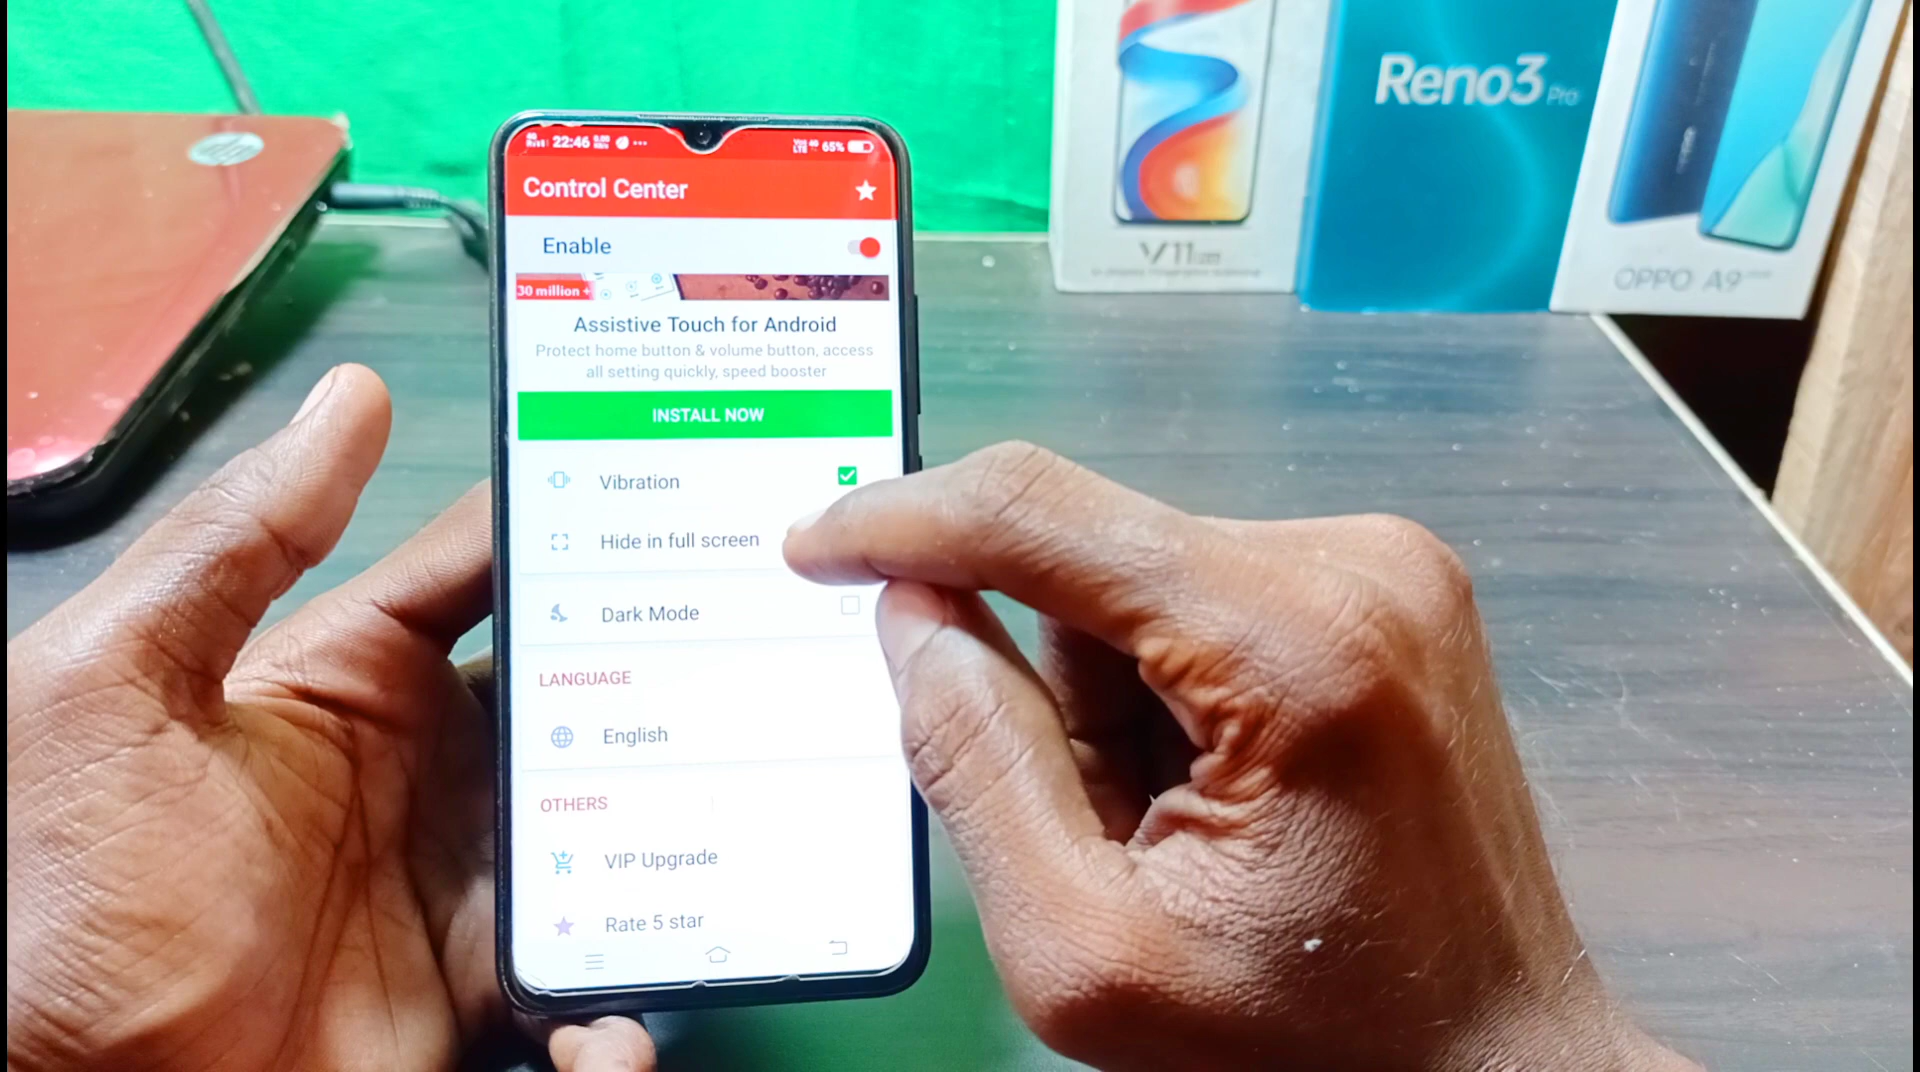 hp
Reno3 Pro
V11
OPPO A9
22:46
65%
Control Center
Enable
30 million +
Assistive Touch for Android
Protect home button & volume button, access
all setting quickly, speed booster
INSTALL NOW
Vibration
Hide in full screen
Dark Mode
LANGUAGE
English
OTHERS
VIP Upgrade
Rate 5 star